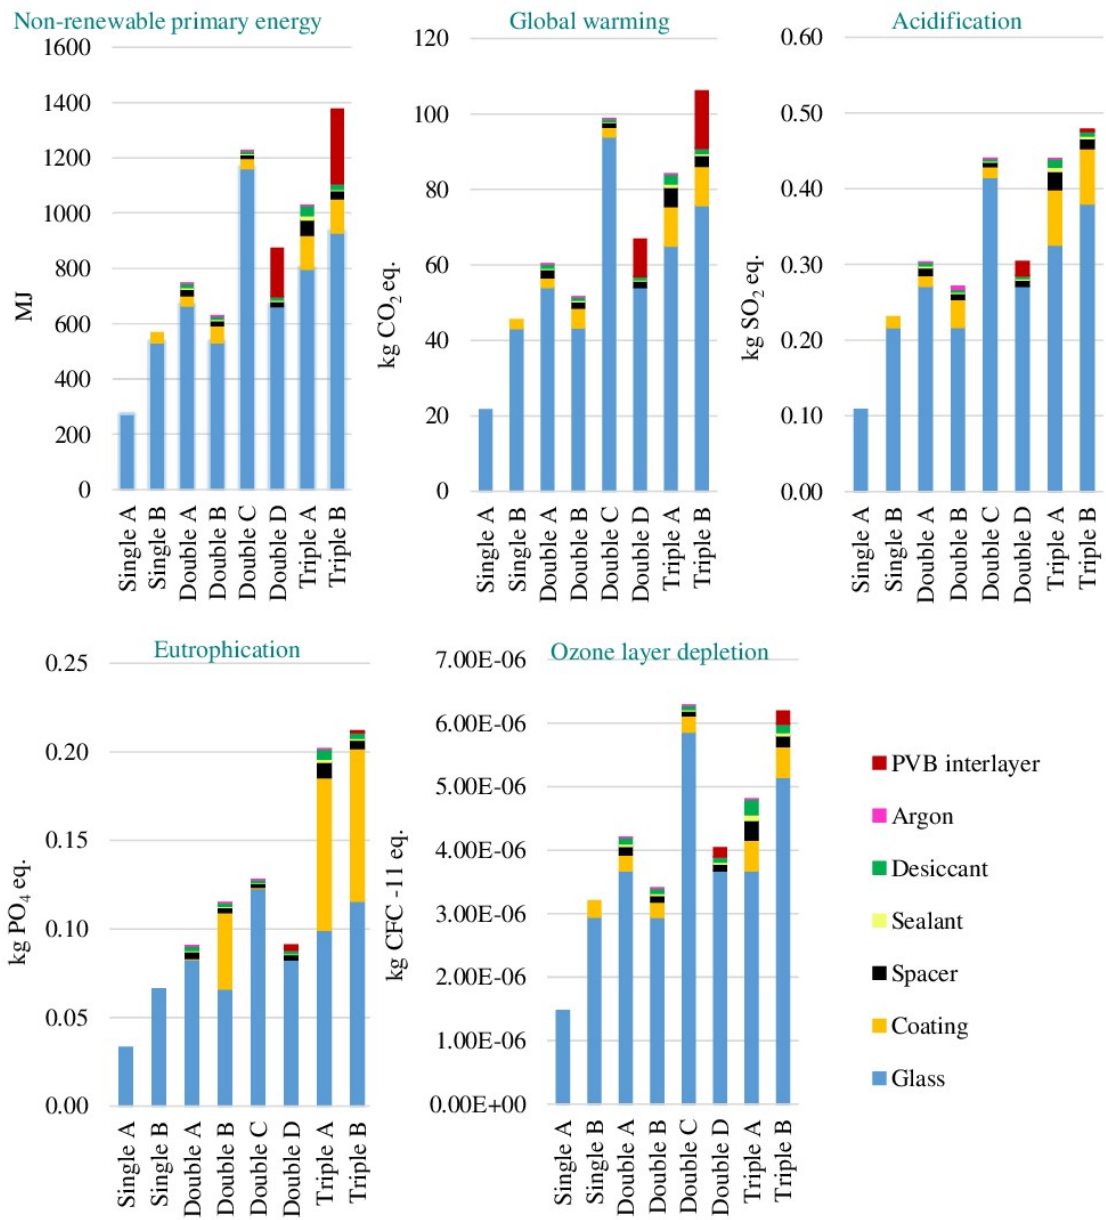 Non-renewable primary energy
1600
1400
1200
1000
800
600
400
200
0
MJ
Single A
Single B
Double A
Double B
Double C
Double D
Triple A
Triple B
Global warming
120
100
80
60
40
20
0
kg CO₂ eq.
Single A
Single B
Double A
Double B
Double C
Double D
Triple A
Triple B
Acidification
0.60
0.50
0.40
0.30
0.20
0.10
0.00
kg SO₂ eq.
Single A
Single B
Double A
Double B
Double C
Double D
Triple A
Triple B
Eutrophication
0.25
0.20
0.15
0.10
0.05
0.00
kg PO₄ eq.
Single A
Single B
Double A
Double B
Double C
Double D
Triple A
Triple B
Ozone layer depletion
7.00E-06
6.00E-06
5.00E-06
4.00E-06
3.00E-06
2.00E-06
1.00E-06
0.00E+00
kg CFC -11 eq.
Single A
Single B
Double A
Double B
Double C
Double D
Triple A
Triple B
PVB interlayer
Argon
Desiccant
Sealant
Spacer
Coating
Glass